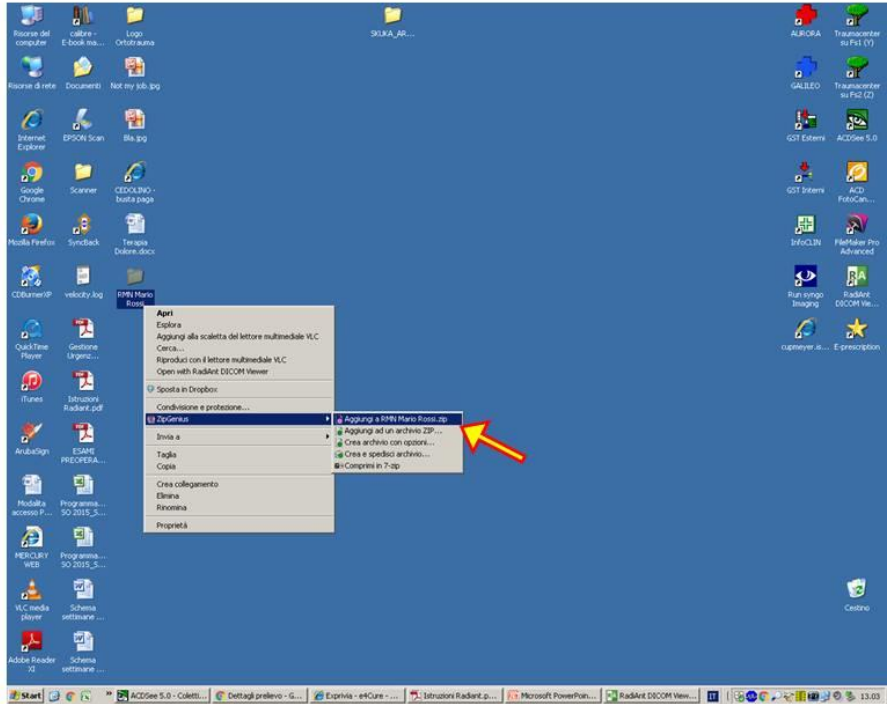 Risorse del
computer
calibre -
E-book ma...
Logo
Ortotrauma
SKUKA_AR...
AURORA
Traumacenter
su Fs1 (Y)
Risorse di rete
Documenti
Not my job.jpg
GALILEO
Traumacenter
su Fs2 (Z)
Internet
Explorer
EPSON Scan
Bla.jpg
GST Esterni
ACDSee 5.0
Google
Chrome
Scanner
CEDOLINO -
busta paga
GST Interni
ACD
FotoCan...
Mozilla Firefox
SyncBack
Terapia
Dolore.docx
InfoCLIN
FileMaker Pro
Advanced
CDBurnerXP
velocity.log
RMN Mario
Rossi
Run syngo
Imaging
RadiAnt
DICOM Vie...
QuickTime
Player
Gestione
Urgenz...
cupmeyer.is...
E-prescription
iTunes
Istruzioni
Radiant.pdf
ArubaSign
ESAMI
PREOPERA...
Modalita
accesso P...
Programma...
SO 2015_S...
MERCURY
WEB
Programma...
SO 2015_S...
VLC media
player
Schema
settimane ...
Cestino
Adobe Reader
XI
Schema
settimane ...
Apri
Esplora
Aggiungi alla scaletta del lettore multimediale VLC
Cerca...
Riproduci con il lettore multimediale VLC
Open with RadiAnt DICOM Viewer
Sposta in Dropbox
Condivisione e protezione...
ZipGenius
Invia a
Taglia
Copia
Crea collegamento
Elimina
Rinomina
Proprietà
Aggiungi a RMN Mario Rossi.zip
Aggiungi ad un archivio ZIP...
Crea archivio con opzioni...
Crea e spedisci archivio...
Comprimi in 7-zip
Start
ACDSee 5.0 - Coletti...
Dettagli prelievo - G...
Exprivia - e4Cure - ...
Istruzioni Radiant.p...
Microsoft PowerPoin...
RadiAnt DICOM View...
IT
13.03